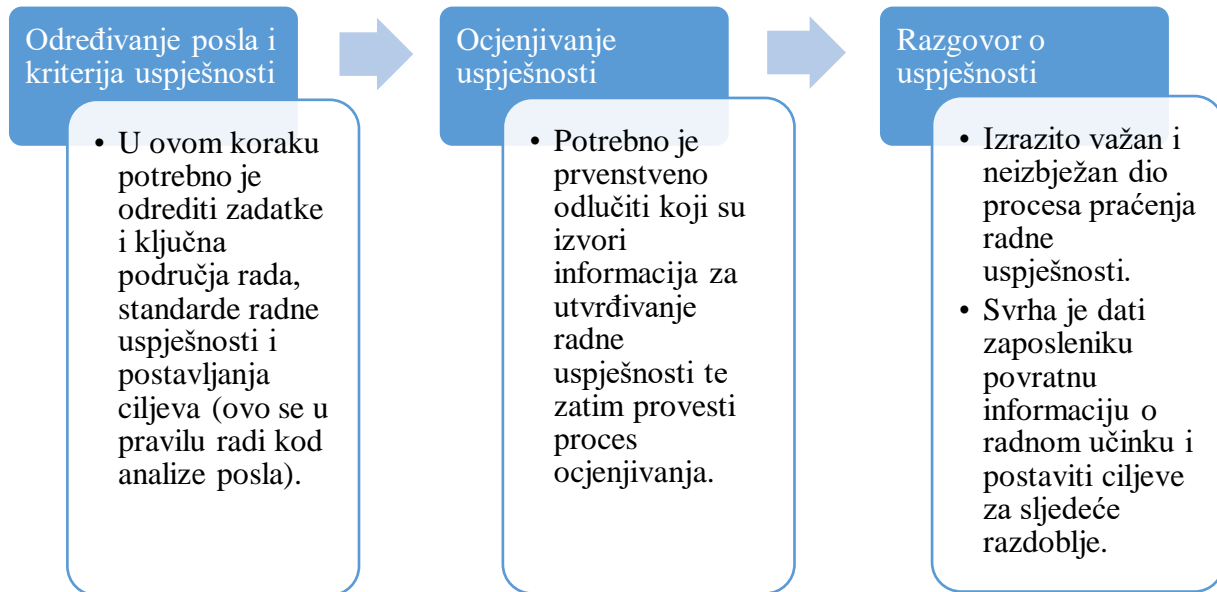 Određivanje posla i
kriterija uspješnosti
• U ovom koraku
potrebno je
odrediti zadatke
i ključna
područja rada,
standarde radne
uspješnosti i
postavljanja
ciljeva (ovo se u
pravilu radi kod
analize posla).
Ocjenjivanje
uspješnosti
• Potrebno je
prvenstveno
odlučiti koji su
izvori
informacija za
utvrđivanje
radne
uspješnosti te
zatim provesti
proces
ocjenjivanja.
Razgovor o
uspješnosti
• Izrazito važan i
neizbježan dio
procesa praćenja
radne
uspješnosti.
• Svrha je dati
zaposleniku
povratnu
informaciju o
radnom učinku i
postaviti ciljeve
za sljedeće
razdoblje.